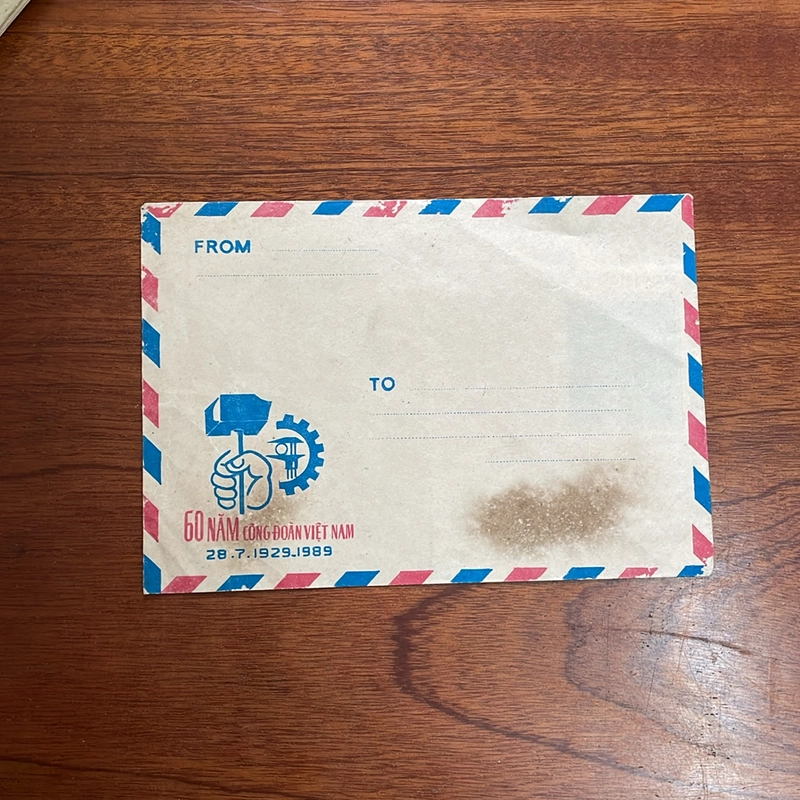 FROM
TO
60 NĂM CÔNG ĐOÀN VIỆT NAM
28.7.1929-1989